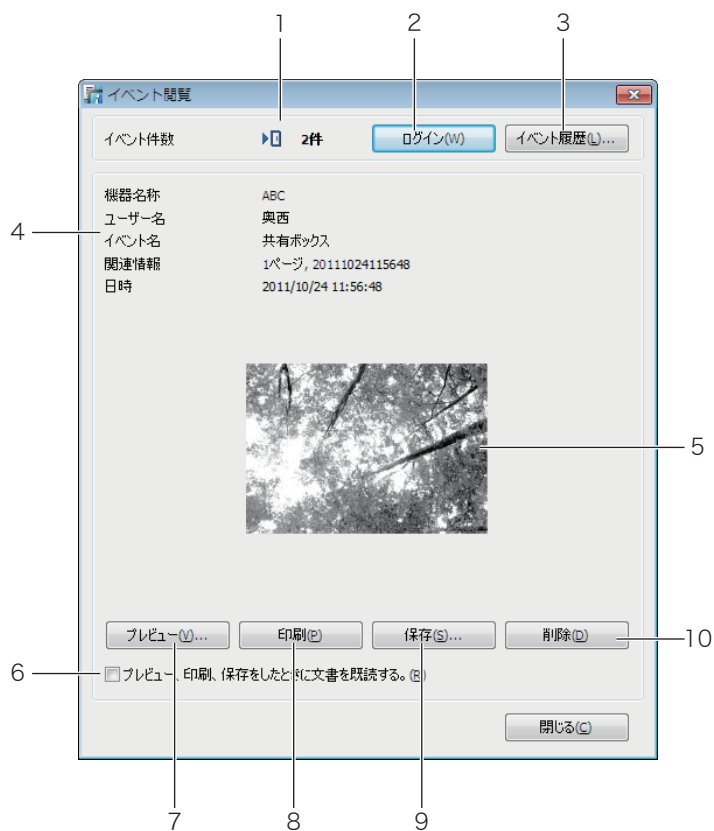 1 2 3
イベント閲覧
イベント件数 2件 ログイン(W) イベント履歴(L)...
機器名称 ABC
ユーザー名 奥西
4
イベント名 共有ボックス
関連情報 1ページ, 20111024115648
日時 2011/10/24 11:56:48
5
プレビュー(V)... 印刷(P) 保存(S)... 削除(D) 10
6 プレビュー、印刷、保存をしたときに文書を既読する。(R)
閉じる(C)
7 8 9